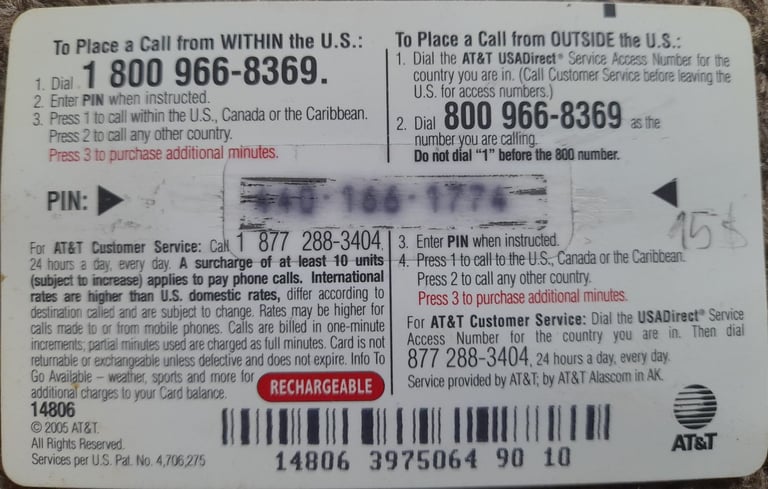 To Place a Call from WITHIN the U.S.:
1. Dial 1 800 966-8369.
2. Enter PIN when instructed.
3. Press 1 to call within the U.S., Canada or the Caribbean.
Press 2 to call any other country.
Press 3 to purchase additional minutes.
To Place a Call from OUTSIDE the U.S.:
1. Dial the AT&T USADirect® Service Access Number for the
country you are in. (Call Customer Service before leaving the
U.S. for access numbers.)
2. Dial 800 966-8369 as the
number you are calling.
Do not dial “1” before the 800 number.
PIN:
15$
For AT&T Customer Service: Call 1 877 288-3404,
24 hours a day, every day. A surcharge of at least 10 units
(subject to increase) applies to pay phone calls. International
rates are higher than U.S. domestic rates, differ according to
destination called and are subject to change. Rates may be higher for
calls made to or from mobile phones. Calls are billed in one-minute
increments; partial minutes used are charged as full minutes. Card is not
returnable or exchangeable unless defective and does not expire. Info To
Go Available – weather, sports and more for
additional charges to your Card balance.
RECHARGEABLE
14806
© 2005 AT&T.
All Rights Reserved.
Services per U.S. Pat. No. 4,706,275
3. Enter PIN when instructed.
4. Press 1 to call to the U.S., Canada or the Caribbean.
Press 2 to call any other country.
Press 3 to purchase additional minutes.
For AT&T Customer Service: Dial the USADirect® Service
Access Number for the country you are in. Then dial
877 288-3404, 24 hours a day, every day.
Service provided by AT&T; by AT&T Alascom in AK.
14806 3975064 90 10
AT&T